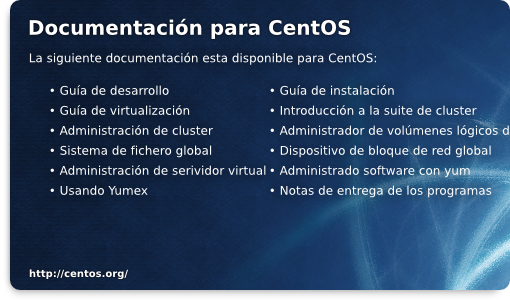 Documentación para CentOS
La siguiente documentación esta disponible para CentOS:
• Guía de desarrollo
• Guía de virtualización
• Administración de cluster
• Sistema de fichero global
• Administración de serividor virtual
• Usando Yumex
• Guía de instalación
• Introducción a la suite de cluster
• Administrador de volúmenes lógicos d
• Dispositivo de bloque de red global
• Administrado software con yum
• Notas de entrega de los programas
http://centos.org/